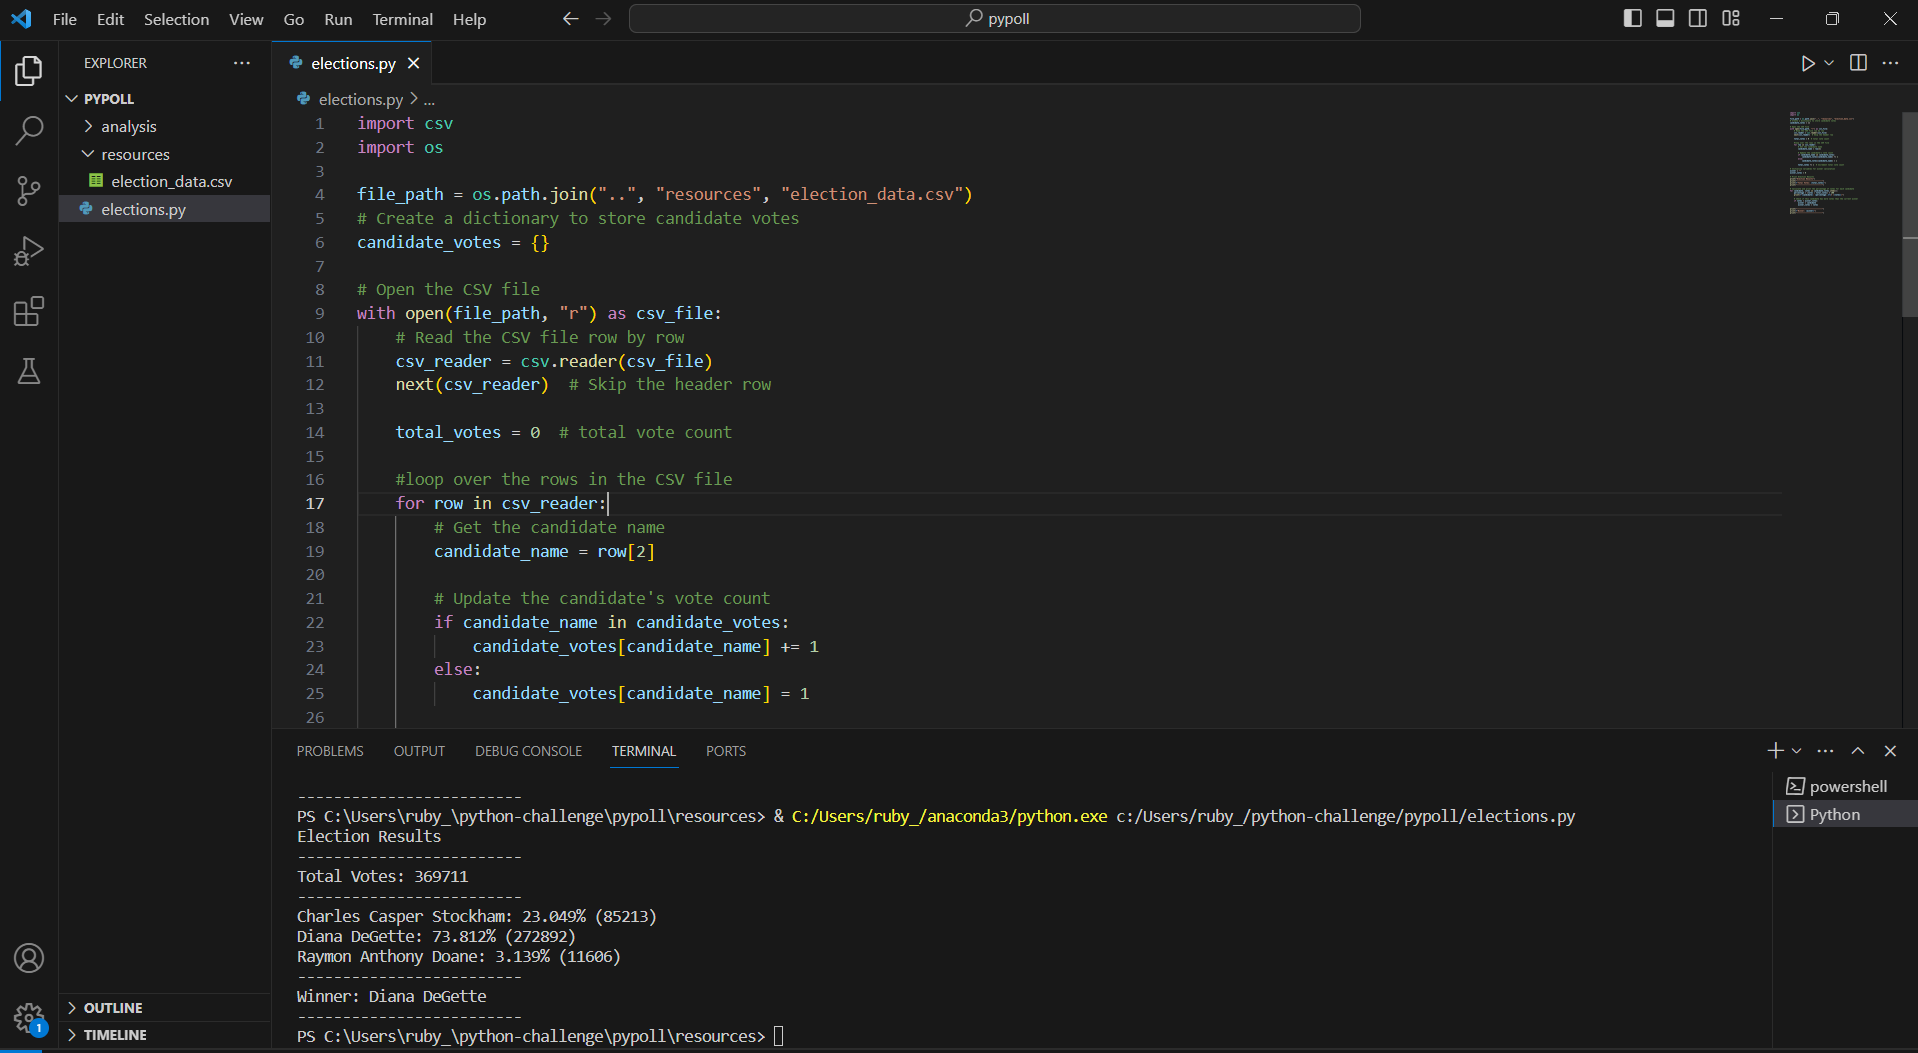 File Edit Selection View Go Run Terminal Help
pypoll
EXPLORER
PYPOLL
analysis
resources
election_data.csv
elections.py
OUTLINE
TIMELINE
1
elections.py
elections.py > ...
1 import csv
2 import os
3
4 file_path = os.path.join("..", "resources", "election_data.csv")
5 # Create a dictionary to store candidate votes
6 candidate_votes = {}
7
8 # Open the CSV file
9 with open(file_path, "r") as csv_file:
10 # Read the CSV file row by row
11 csv_reader = csv.reader(csv_file)
12 next(csv_reader)  # Skip the header row
13
14 total_votes = 0  # total vote count
15
16 #loop over the rows in the CSV file
17 for row in csv_reader:
18 # Get the candidate name
19 candidate_name = row[2]
20
21 # Update the candidate's vote count
22 if candidate_name in candidate_votes:
23 candidate_votes[candidate_name] += 1
24 else:
25 candidate_votes[candidate_name] = 1
26
PROBLEMS OUTPUT DEBUG CONSOLE TERMINAL PORTS
-------------------------
PS C:\Users\ruby_\python-challenge\pypoll\resources> & C:/Users/ruby_/anaconda3/python.exe c:/Users/ruby_/python-challenge/pypoll/elections.py
Election Results
-------------------------
Total Votes: 369711
-------------------------
Charles Casper Stockham: 23.049% (85213)
Diana DeGette: 73.812% (272892)
Raymon Anthony Doane: 3.139% (11606)
-------------------------
Winner: Diana DeGette
-------------------------
PS C:\Users\ruby_\python-challenge\pypoll\resources>
powershell
Python